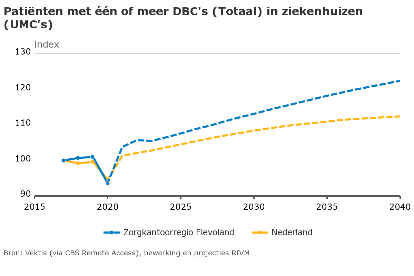 Patiënten met één of meer DBC's (Totaal) in ziekenhuizen
(UMC's)
Index
130
120
110
100
90
2015
2020
2025
2030
2035
2040
Zorgkantoorregio Flevoland
Nederland
Bron: Vektis (via CBS Remote Access), bewerking en projecties RIVM